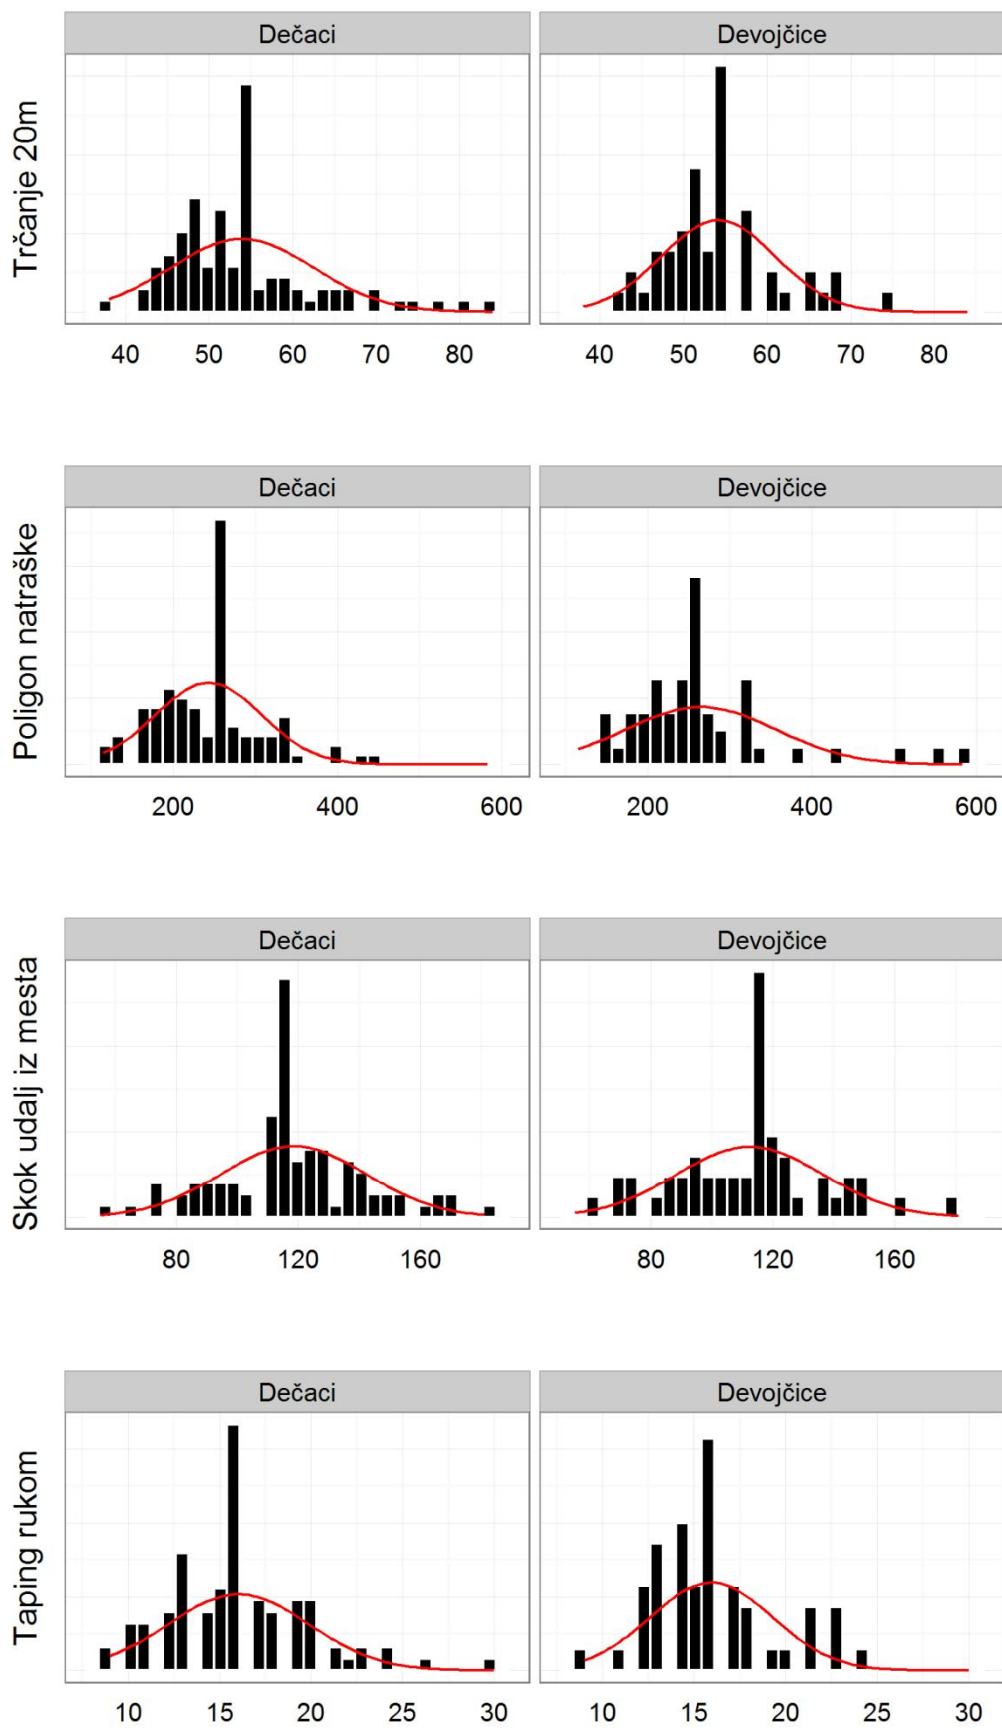 Dečaci Devojčice
Trčanje 20m
40 50 60 70 80 40 50 60 70 80
Dečaci Devojčice
Poligon natraške
200 400 600 200 400 600
Dečaci Devojčice
Skok udalj iz mesta
80 120 160 80 120 160
Dečaci Devojčice
Taping rukom
10 15 20 25 30 10 15 20 25 30